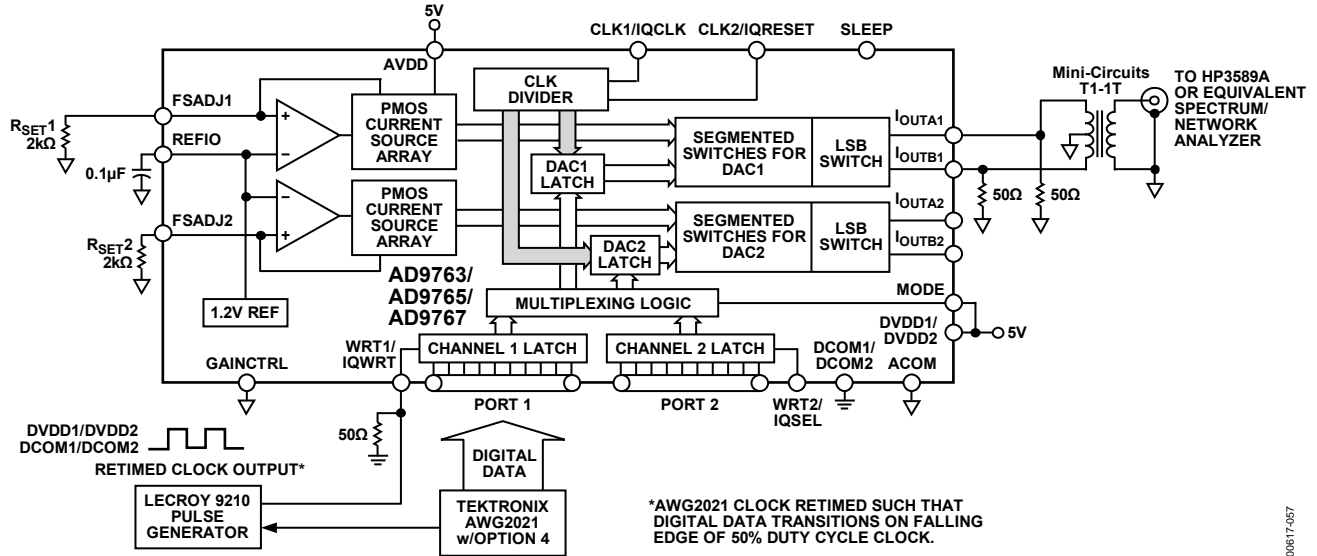 5V
CLK1/IQCLK
CLK2/IQRESET
SLEEP
AVDD
FSADJ1
RSET1
2kΩ
REFIO
0.1µF
FSADJ2
RSET2
2kΩ
+
–
–
+
PMOS
CURRENT
SOURCE
ARRAY
PMOS
CURRENT
SOURCE
ARRAY
CLK
DIVIDER
DAC1
LATCH
DAC2
LATCH
SEGMENTED
SWITCHES FOR
DAC1
LSB
SWITCH
SEGMENTED
SWITCHES FOR
DAC2
LSB
SWITCH
IOUTA1
IOUTB1
IOUTA2
IOUTB2
Mini-Circuits
T1-1T
TO HP3589A
OR EQUIVALENT
SPECTRUM/
NETWORK
ANALYZER
50Ω
50Ω
1.2V REF
AD9763/
AD9765/
AD9767
MULTIPLEXING LOGIC
MODE
DVDD1/
DVDD2
5V
WRT1/
IQWRT
CHANNEL 1 LATCH
CHANNEL 2 LATCH
DCOM1/
DCOM2
ACOM
GAINCTRL
PORT 1
PORT 2
WRT2/
IQSEL
50Ω
DVDD1/DVDD2
DCOM1/DCOM2
RETIMED CLOCK OUTPUT*
DIGITAL
DATA
LECROY 9210
PULSE
GENERATOR
TEKTRONIX
AWG2021
w/OPTION 4
*AWG2021 CLOCK RETIMED SUCH THAT
DIGITAL DATA TRANSITIONS ON FALLING
EDGE OF 50% DUTY CYCLE CLOCK.
00617-057